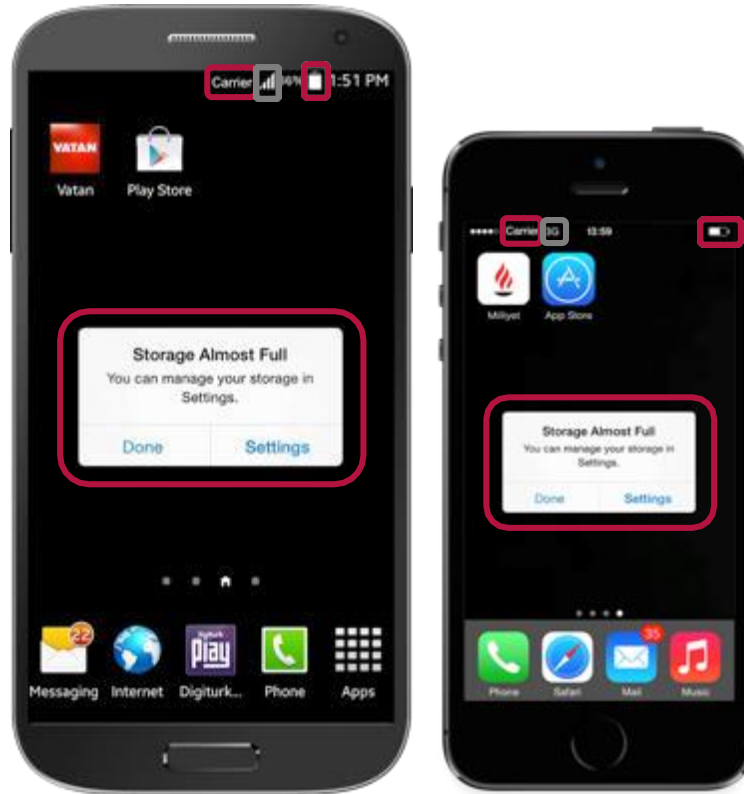 Carrier 1:51 PM
VATAN
Vatan Play Store
Storage Almost Full
You can manage your storage in
Settings.
Done Settings
22
Digiturk
play
Messaging Internet Digiturk... Phone Apps
Carrier 3G 13:59
Milliyet App Store
Storage Almost Full
You can manage your storage in
Settings.
Done Settings
35
Phone Safari Mail Music